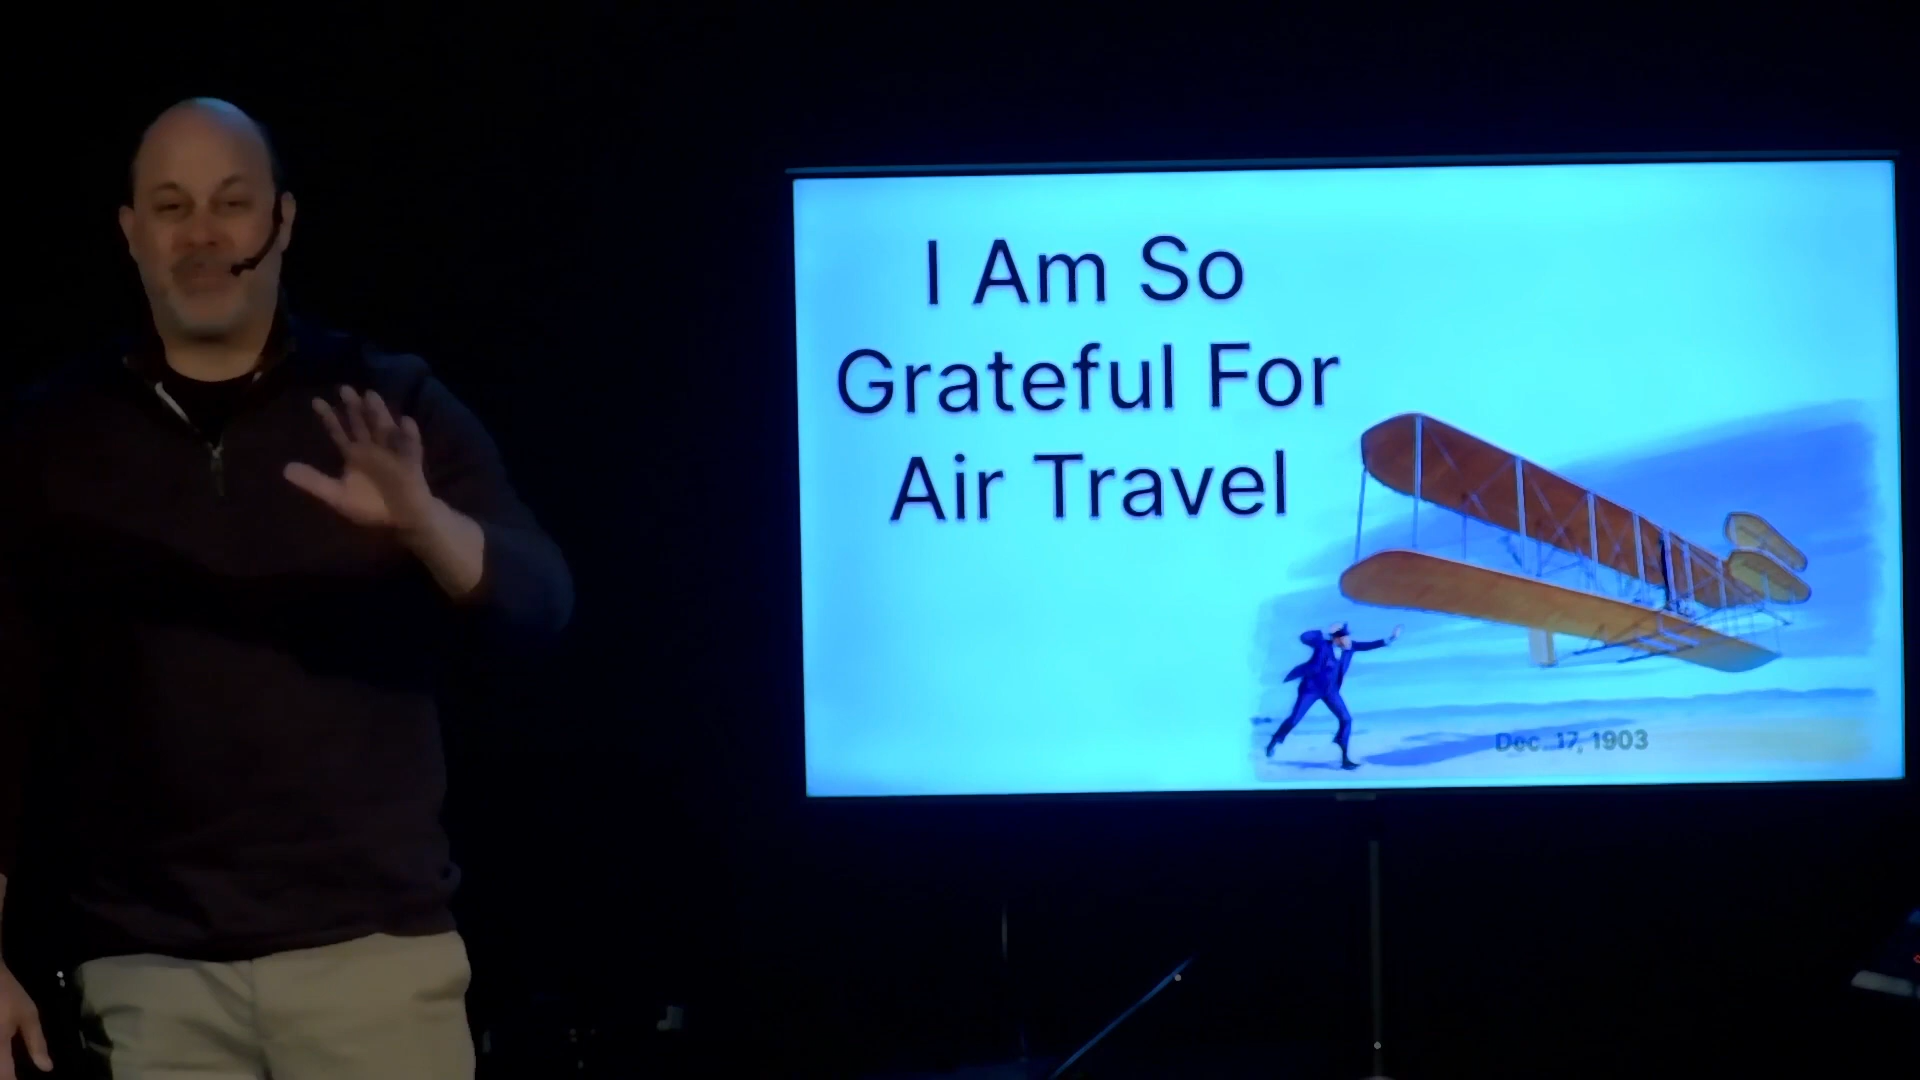 I Am So
Grateful For
Air Travel
Dec. 17, 1903